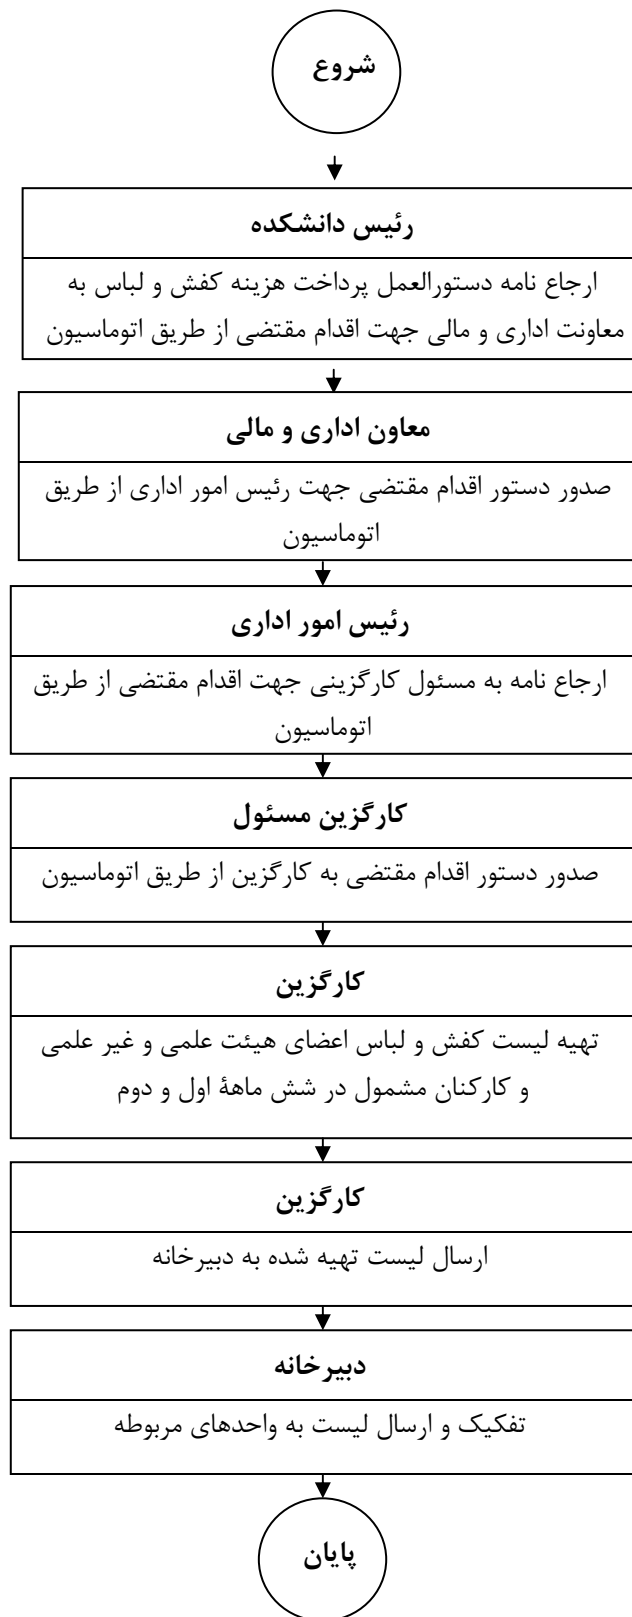 شروع
رئیس دانشکده
ارجاع نامه دستورالعمل پرداخت هزینه کفش و لباس به
معاونت اداری و مالی جهت اقدام مقتضی از طریق اتوماسیون
معاون اداری و مالی
صدور دستور اقدام مقتضی جهت رئیس امور اداری از طریق
اتوماسیون
رئیس امور اداری
ارجاع نامه به مسئول کارگزینی جهت اقدام مقتضی از طریق
اتوماسیون
کارگزین مسئول
صدور دستور اقدام مقتضی به کارگزین از طریق اتوماسیون
کارگزین
تهیه لیست کفش و لباس اعضای هیئت علمی و غیر علمی
و کارکنان مشمول در شش ماهۀ اول و دوم
کارگزین
ارسال لیست تهیه شده به دبیرخانه
دبیرخانه
تفکیک و ارسال لیست به واحدهای مربوطه
پایان